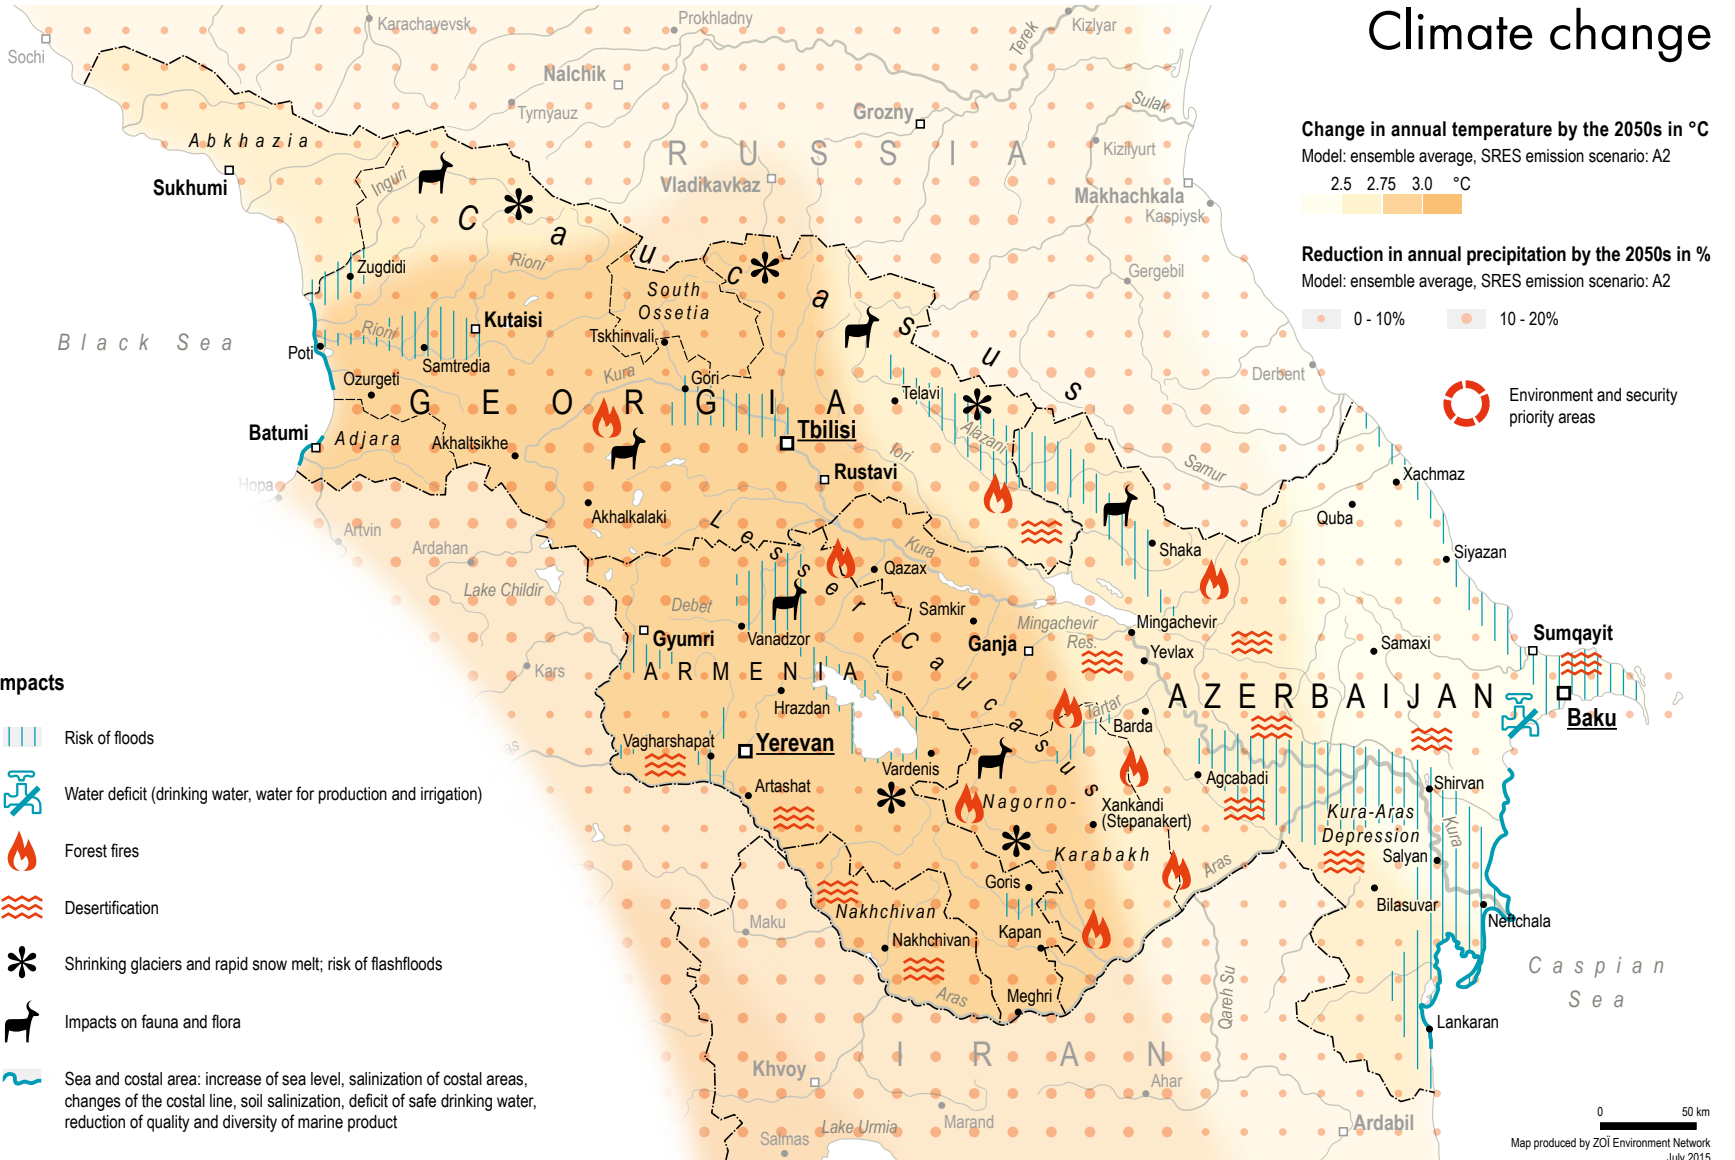 Climate change
Change in annual temperature by the 2050s in °C
Model: ensemble average, SRES emission scenario: A2
2.5 2.75 3.0 °C
Reduction in annual precipitation by the 2050s in %
Model: ensemble average, SRES emission scenario: A2
0 - 10%
10 - 20%
Environment and security
priority areas
Sochi
Karachayevsk
Prokhladny
Terek
Kizlyar
Nalchik
Tyrnyauz
Grozny
Sulak
Abkhazia
RUSSIA
Kizilyurt
Sukhumi
Inguri
Vladikavkaz
Makhachkala
Kaspiysk
Caucasus
Zugdidi
Rioni
Gergebil
South
Ossetia
Black Sea
Poti
Rioni
Kutaisi
Samtredia
Tskhinvali
Ozurgeti
Kura
Gori
Derbent
GEORGIA
Telavi
Batumi
Adjara
Akhaltsikhe
Tbilisi
Iori
Alazani
Samur
Rustavi
Xachmaz
Hopa
Akhalkalaki
Quba
Artvin
Ardahan
Lesser Caucasus
Kura
Shaka
Siyazan
Qazax
Lake Childir
Debet
Samkir
Mingachevir
Res.
Mingachevir
Gyumri
Vanadzor
Ganja
Yevlax
Samaxi
Sumqayit
Kars
ARMENIA
Hrazdan
Tartar
Barda
AZERBAIJAN
Baku
Aras
Vagharshapat
Yerevan
Vardenis
Agcabadi
Shirvan
Artashat
Nagorno-
Karabakh
Xankandi
(Stepanakert)
Kura-Aras
Depression
Kura
Salyan
Aras
Goris
Bilasuvar
Maku
Nakhchivan
Nakhchivan
Kapan
Neftchala
Aras
Meghri
Qareh Su
Caspian
Sea
Lankaran
IRAN
Khvoy
Ahar
Marand
Lake Urmia
Salmas
Ardabil
mpacts
Risk of floods
Water deficit (drinking water, water for production and irrigation)
Forest fires
Desertification
Shrinking glaciers and rapid snow melt; risk of flashfloods
Impacts on fauna and flora
Sea and costal area: increase of sea level, salinization of costal areas,
changes of the costal line, soil salinization, deficit of safe drinking water,
reduction of quality and diversity of marine product
0 50 km
Map produced by ZOÏ Environment Network
July 2015